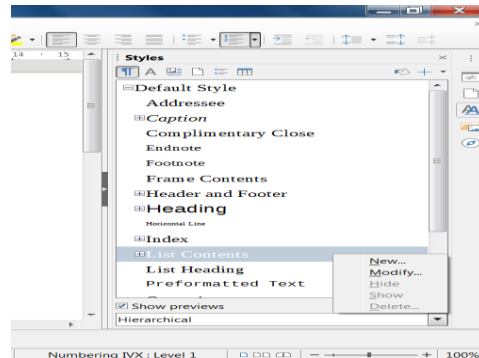 14 15
Styles
Default Style
Addressee
Caption
Complimentary Close
Endnote
Footnote
Frame Contents
Header and Footer
Heading
Horizontal Line
Index
List Contents
List Heading
Preformatted Text
New...
Modify...
Hide
Show
Delete...
Show previews
Hierarchical
Numbering IVX : Level 1
100%